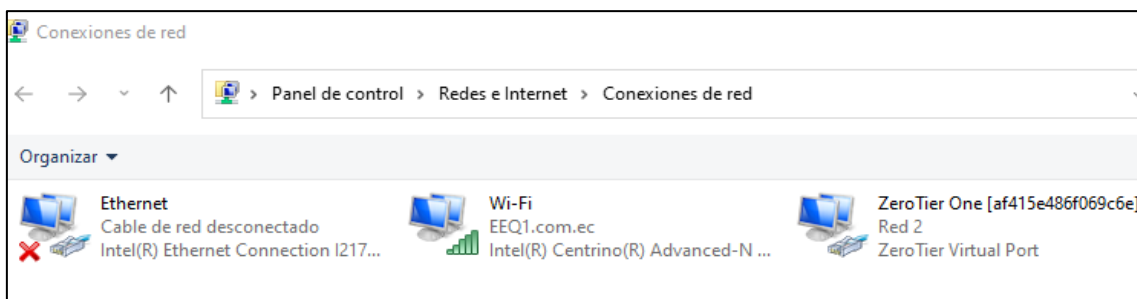 Conexiones de red
Panel de control > Redes e Internet > Conexiones de red
Organizar
Ethernet
Cable de red desconectado
Intel(R) Ethernet Connection I217...
Wi-Fi
EEQ1.com.ec
Intel(R) Centrino(R) Advanced-N ...
ZeroTier One [af415e486f069c6e]
Red 2
ZeroTier Virtual Port